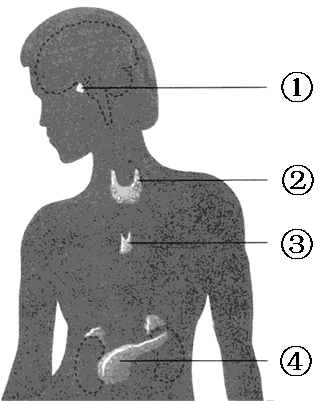 ①
②
③
④